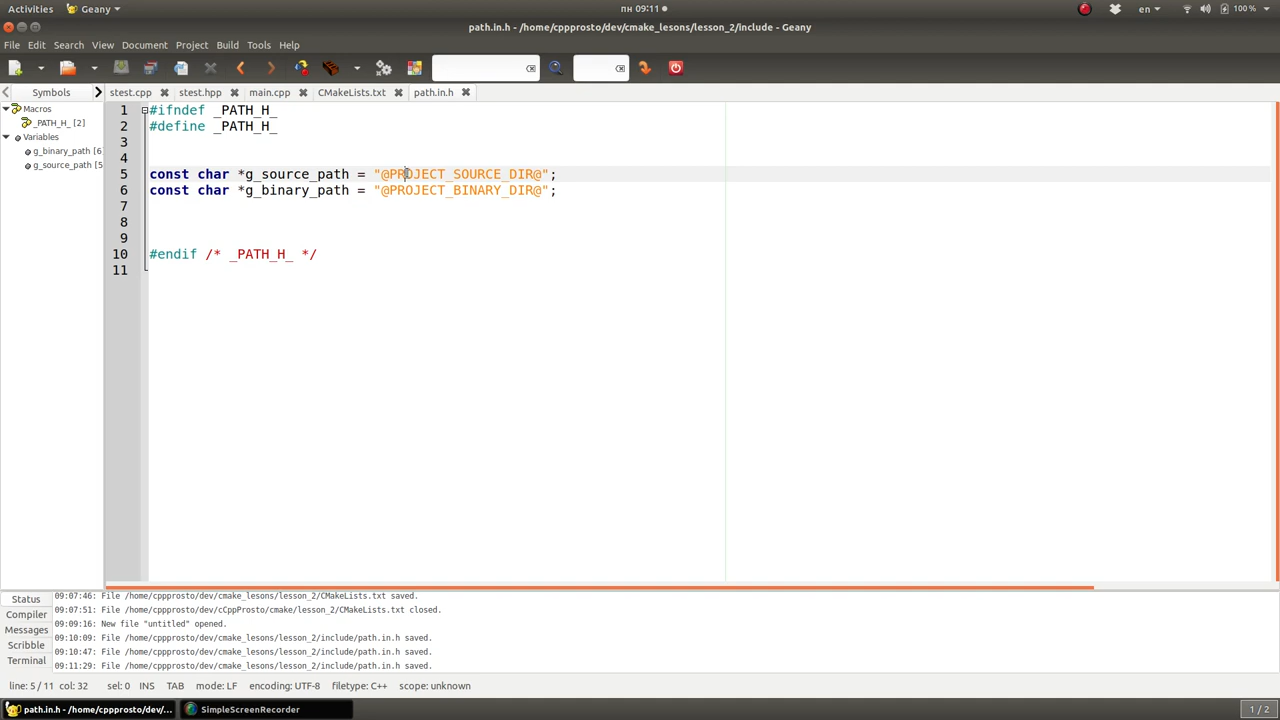 Activities Geany пн 09:11 en 100 %
path.in.h - /home/cppprosto/dev/cmake_lesons/lesson_2/include - Geany
File Edit Search View Document Project Build Tools Help
Symbols stest.cpp stest.hpp main.cpp CMakeLists.txt path.in.h
Macros
_PATH_H_ [2]
Variables
g_binary_path [6
g_source_path [5
1 #ifndef _PATH_H_
2 #define _PATH_H_
3
4
5 const char *g_source_path = "@PROJECT_SOURCE_DIR@";
6 const char *g_binary_path = "@PROJECT_BINARY_DIR@";
7
8
9
10 #endif /* _PATH_H_ */
11
Status
Compiler
Messages
Scribble
Terminal
09:07:46: File /home/cppprosto/dev/cmake_lesons/lesson_2/CMakeLists.txt saved.
09:07:51: File /home/cppprosto/dev/cCppProsto/cmake/lesson_2/CMakeLists.txt closed.
09:09:16: New file "untitled" opened.
09:10:09: File /home/cppprosto/dev/cmake_lesons/lesson_2/include/path.in.h saved.
09:10:47: File /home/cppprosto/dev/cmake_lesons/lesson_2/include/path.in.h saved.
09:11:29: File /home/cppprosto/dev/cmake_lesons/lesson_2/include/path.in.h saved.
line: 5 / 11 col: 32 sel: 0 INS TAB mode: LF encoding: UTF-8 filetype: C++ scope: unknown
path.in.h - /home/cppprosto/dev/... SimpleScreenRecorder 1 / 2